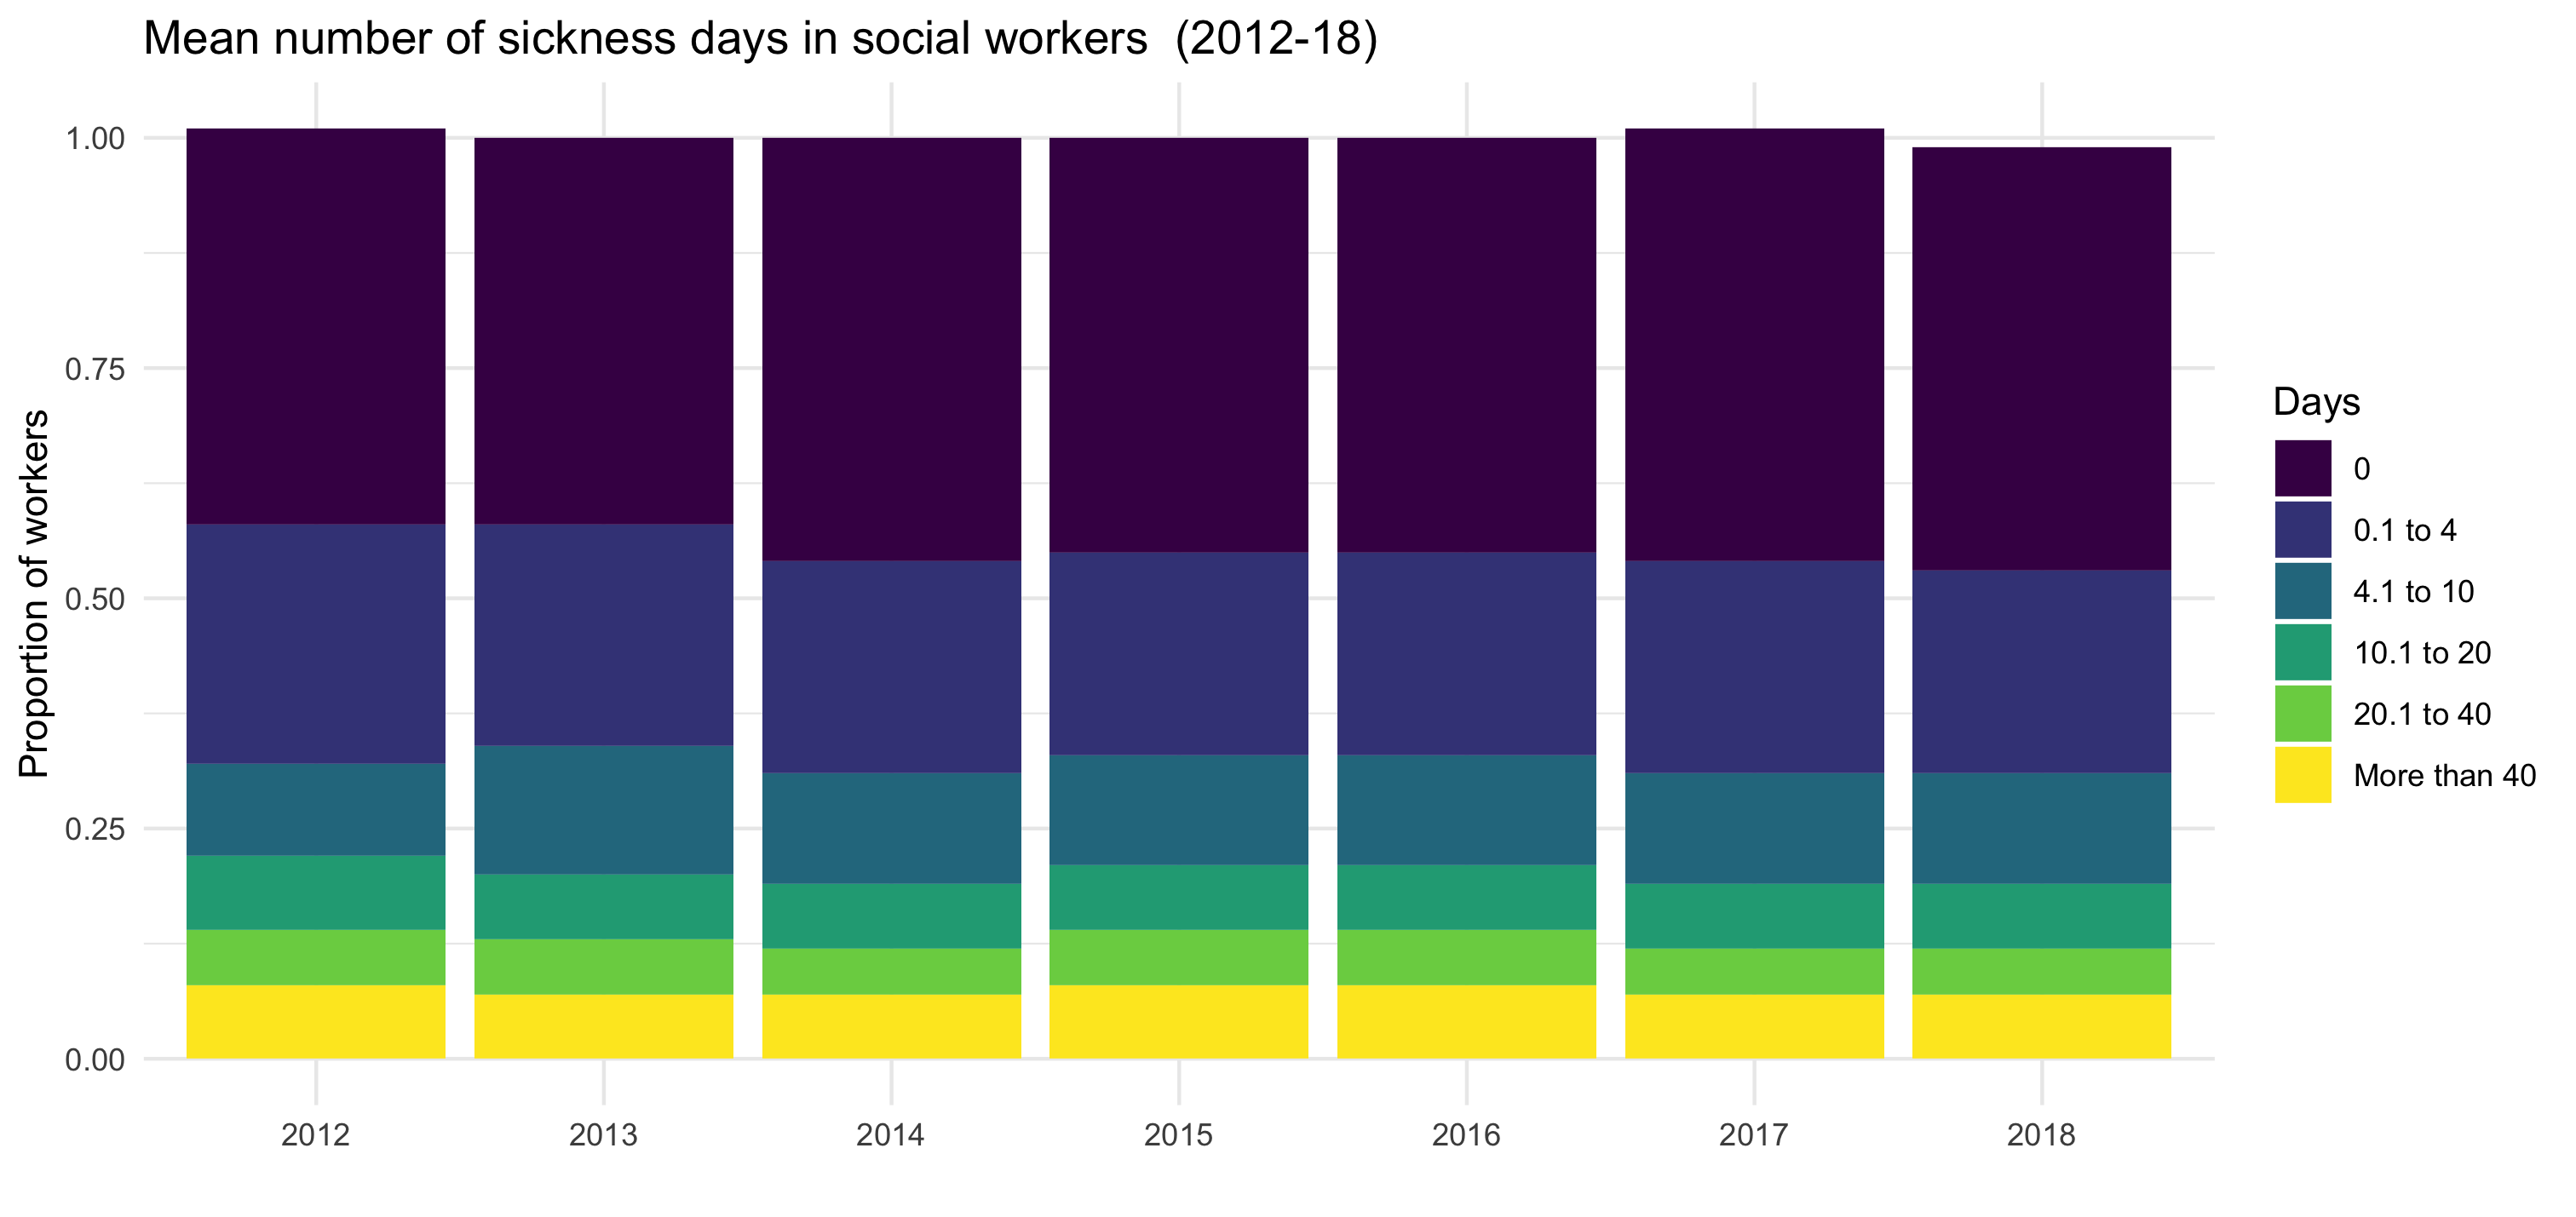 Mean number of sickness days in social workers  (2012-18)
Proportion of workers
1.00
0.75
0.50
0.25
0.00
2012 2013 2014 2015 2016 2017 2018
Days
0
0.1 to 4
4.1 to 10
10.1 to 20
20.1 to 40
More than 40